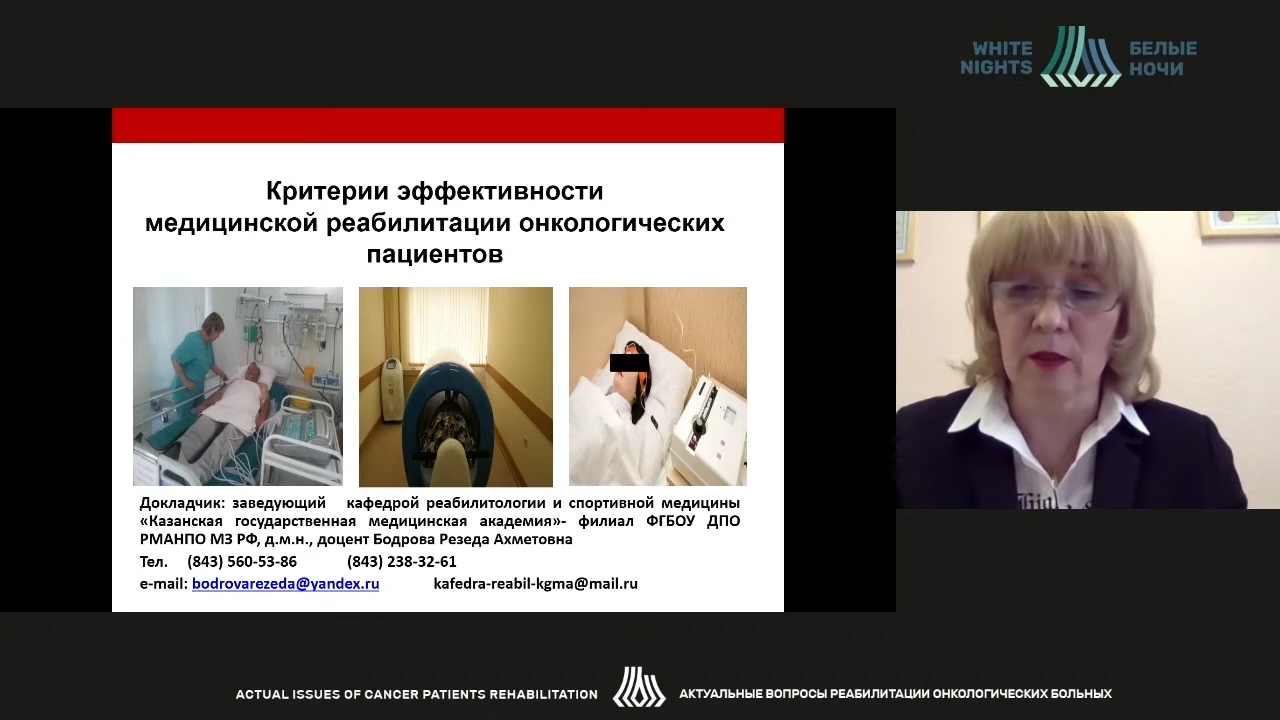 WHITE
NIGHTS
БЕЛЫЕ
НОЧИ
Критерии эффективности
медицинской реабилитации онкологических
пациентов
Докладчик: заведующий кафедрой реабилитологии и спортивной медицины
«Казанская государственная медицинская академия»- филиал ФГБОУ ДПО
РМАНПО МЗ РФ, д.м.н., доцент Бодрова Резеда Ахметовна
Тел. (843) 560-53-86 (843) 238-32-61
e-mail: bodrovarezeda@yandex.ru kafedra-reabil-kgma@mail.ru
ACTUAL ISSUES OF CANCER PATIENTS REHABILITATION
АКТУАЛЬНЫЕ ВОПРОСЫ РЕАБИЛИТАЦИИ ОНКОЛОГИЧЕСКИХ БОЛЬНЫХ